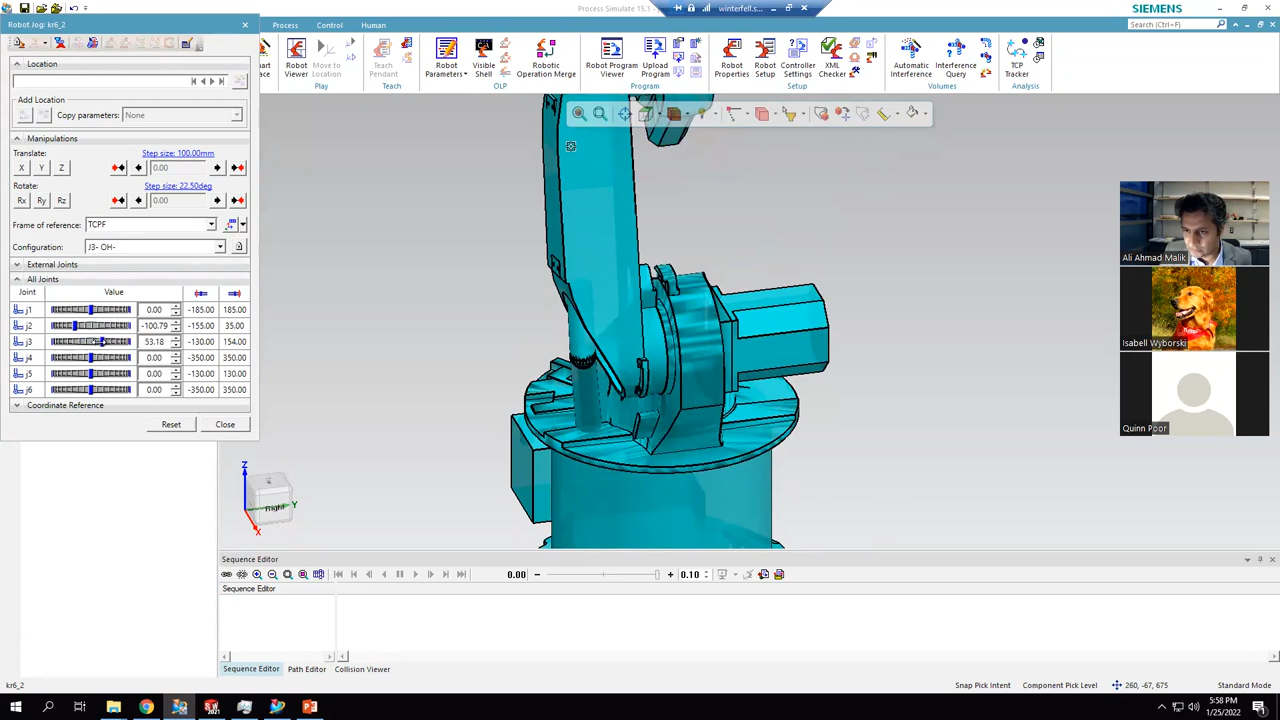 Process Simulate 15.1 -
winterfell.s...
SIEMENS
Robot Jog: kr6_2
Process
Control
Human
Search (Ctrl+F)
Robot Viewer
Move to Location
Teach Pendant
Robot Parameters
Visible Shell
Robotic Operation Merge
Robot Program Viewer
Upload Program
Robot Properties
Robot Setup
Controller Settings
XML Checker
Automatic Interference
Interference Query
TCP Tracker
Play
Teach
OLP
Program
Setup
Volumes
Analysis
Location
Add Location
Copy parameters: None
Manipulations
Translate: Step size: 100.00mm
X Y Z 0.00
Rotate: Step size: 22.50deg
Rx Ry Rz 0.00
Frame of reference: TCPF
Configuration: J3- OH-
External Joints
All Joints
Joint Value
j1 0.00 -185.00 185.00
j2 -100.79 -155.00 35.00
j3 53.18 -130.00 154.00
j4 0.00 -350.00 350.00
j5 0.00 -130.00 130.00
j6 0.00 -350.00 350.00
Coordinate Reference
Reset Close
Ali Ahmad Malik
Isabell Wyborski
Quinn Poor
Z
Y
X
Right
Sequence Editor
0.00 0.10
Sequence Editor
Sequence Editor Path Editor Collision Viewer
kr6_2
Snap Pick Intent Component Pick Level 260, -67, 675 Standard Mode
2021
5:58 PM
1/25/2022
1